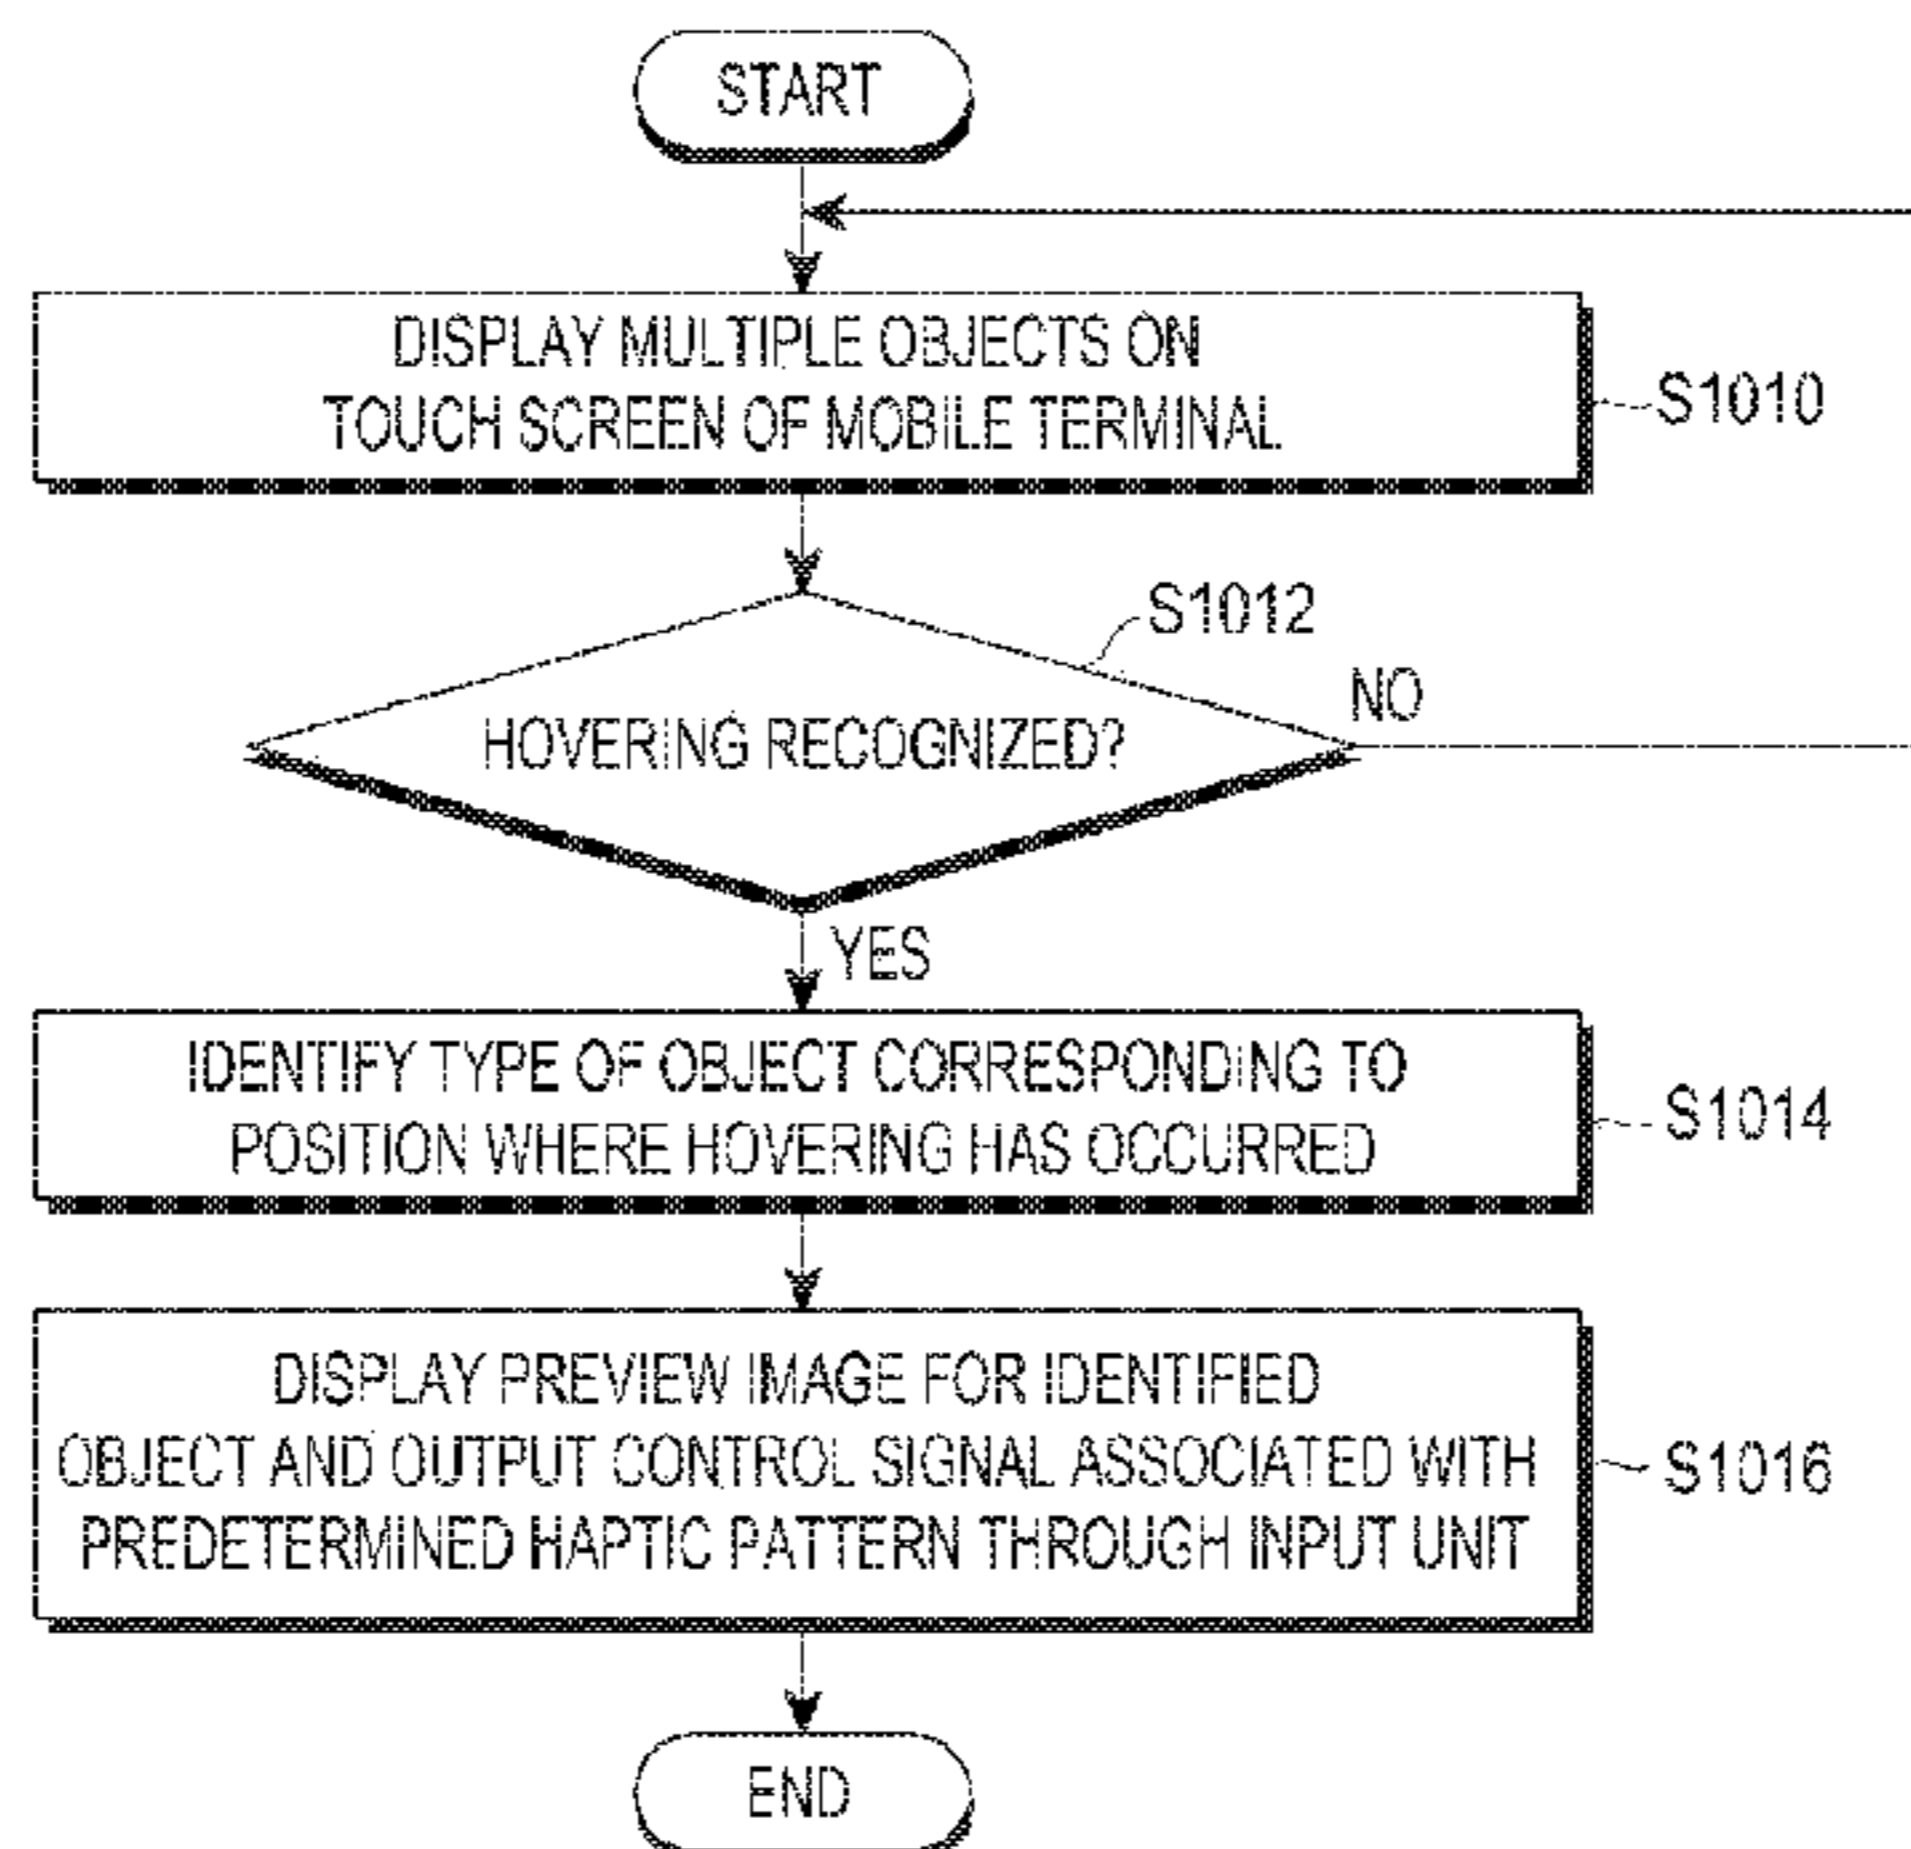 START
DISPLAY MULTIPLE OBJECTS ON
TOUCH SCREEN OF MOBILE TERMINAL
S1010
S1012
HOVERING RECOGNIZED?
NO
YES
IDENTIFY TYPE OF OBJECT CORRESPONDING TO
POSITION WHERE HOVERING HAS OCCURRED
S1014
DISPLAY PREVIEW IMAGE FOR IDENTIFIED
OBJECT AND OUTPUT CONTROL SIGNAL ASSOCIATED WITH
PREDETERMINED HAPTIC PATTERN THROUGH INPUT UNIT
S1016
END